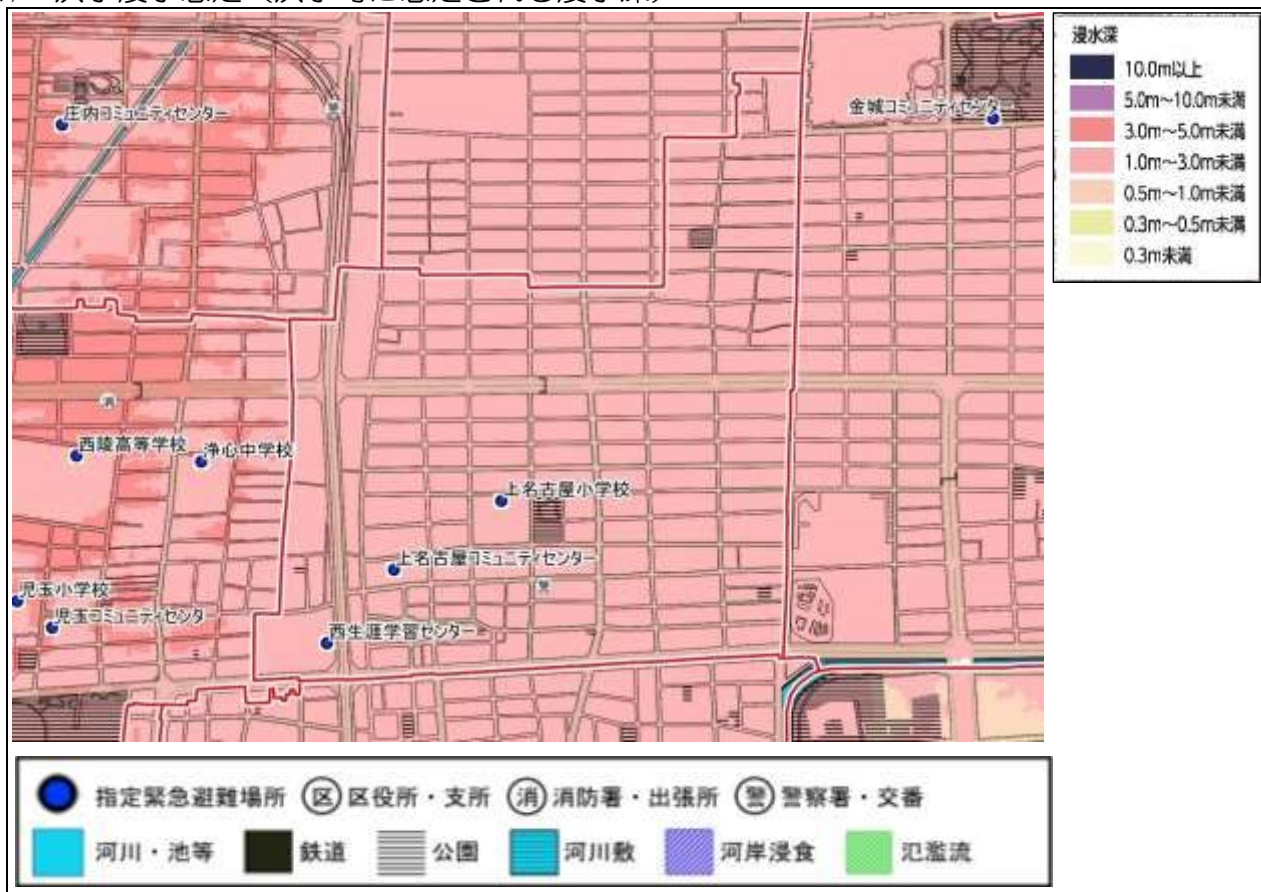 浸水深
10.0m以上
5.0m～10.0m未満
3.0m～5.0m未満
1.0m～3.0m未満
0.5m～1.0m未満
0.3m～0.5m未満
0.3m未満
庄内コミュニティセンター
警
金城コミュニティセンター
消
西陵高等学校
浄心中学校
上名古屋小学校
上名古屋コミュニティセンター
警
児玉小学校
児玉コミュニティセンター
西生涯学習センター
指定緊急避難場所 区 区役所・支所 消 消防署・出張所 警 警察署・交番
河川・池等 鉄道 公園 河川敷 河岸浸食 氾濫流